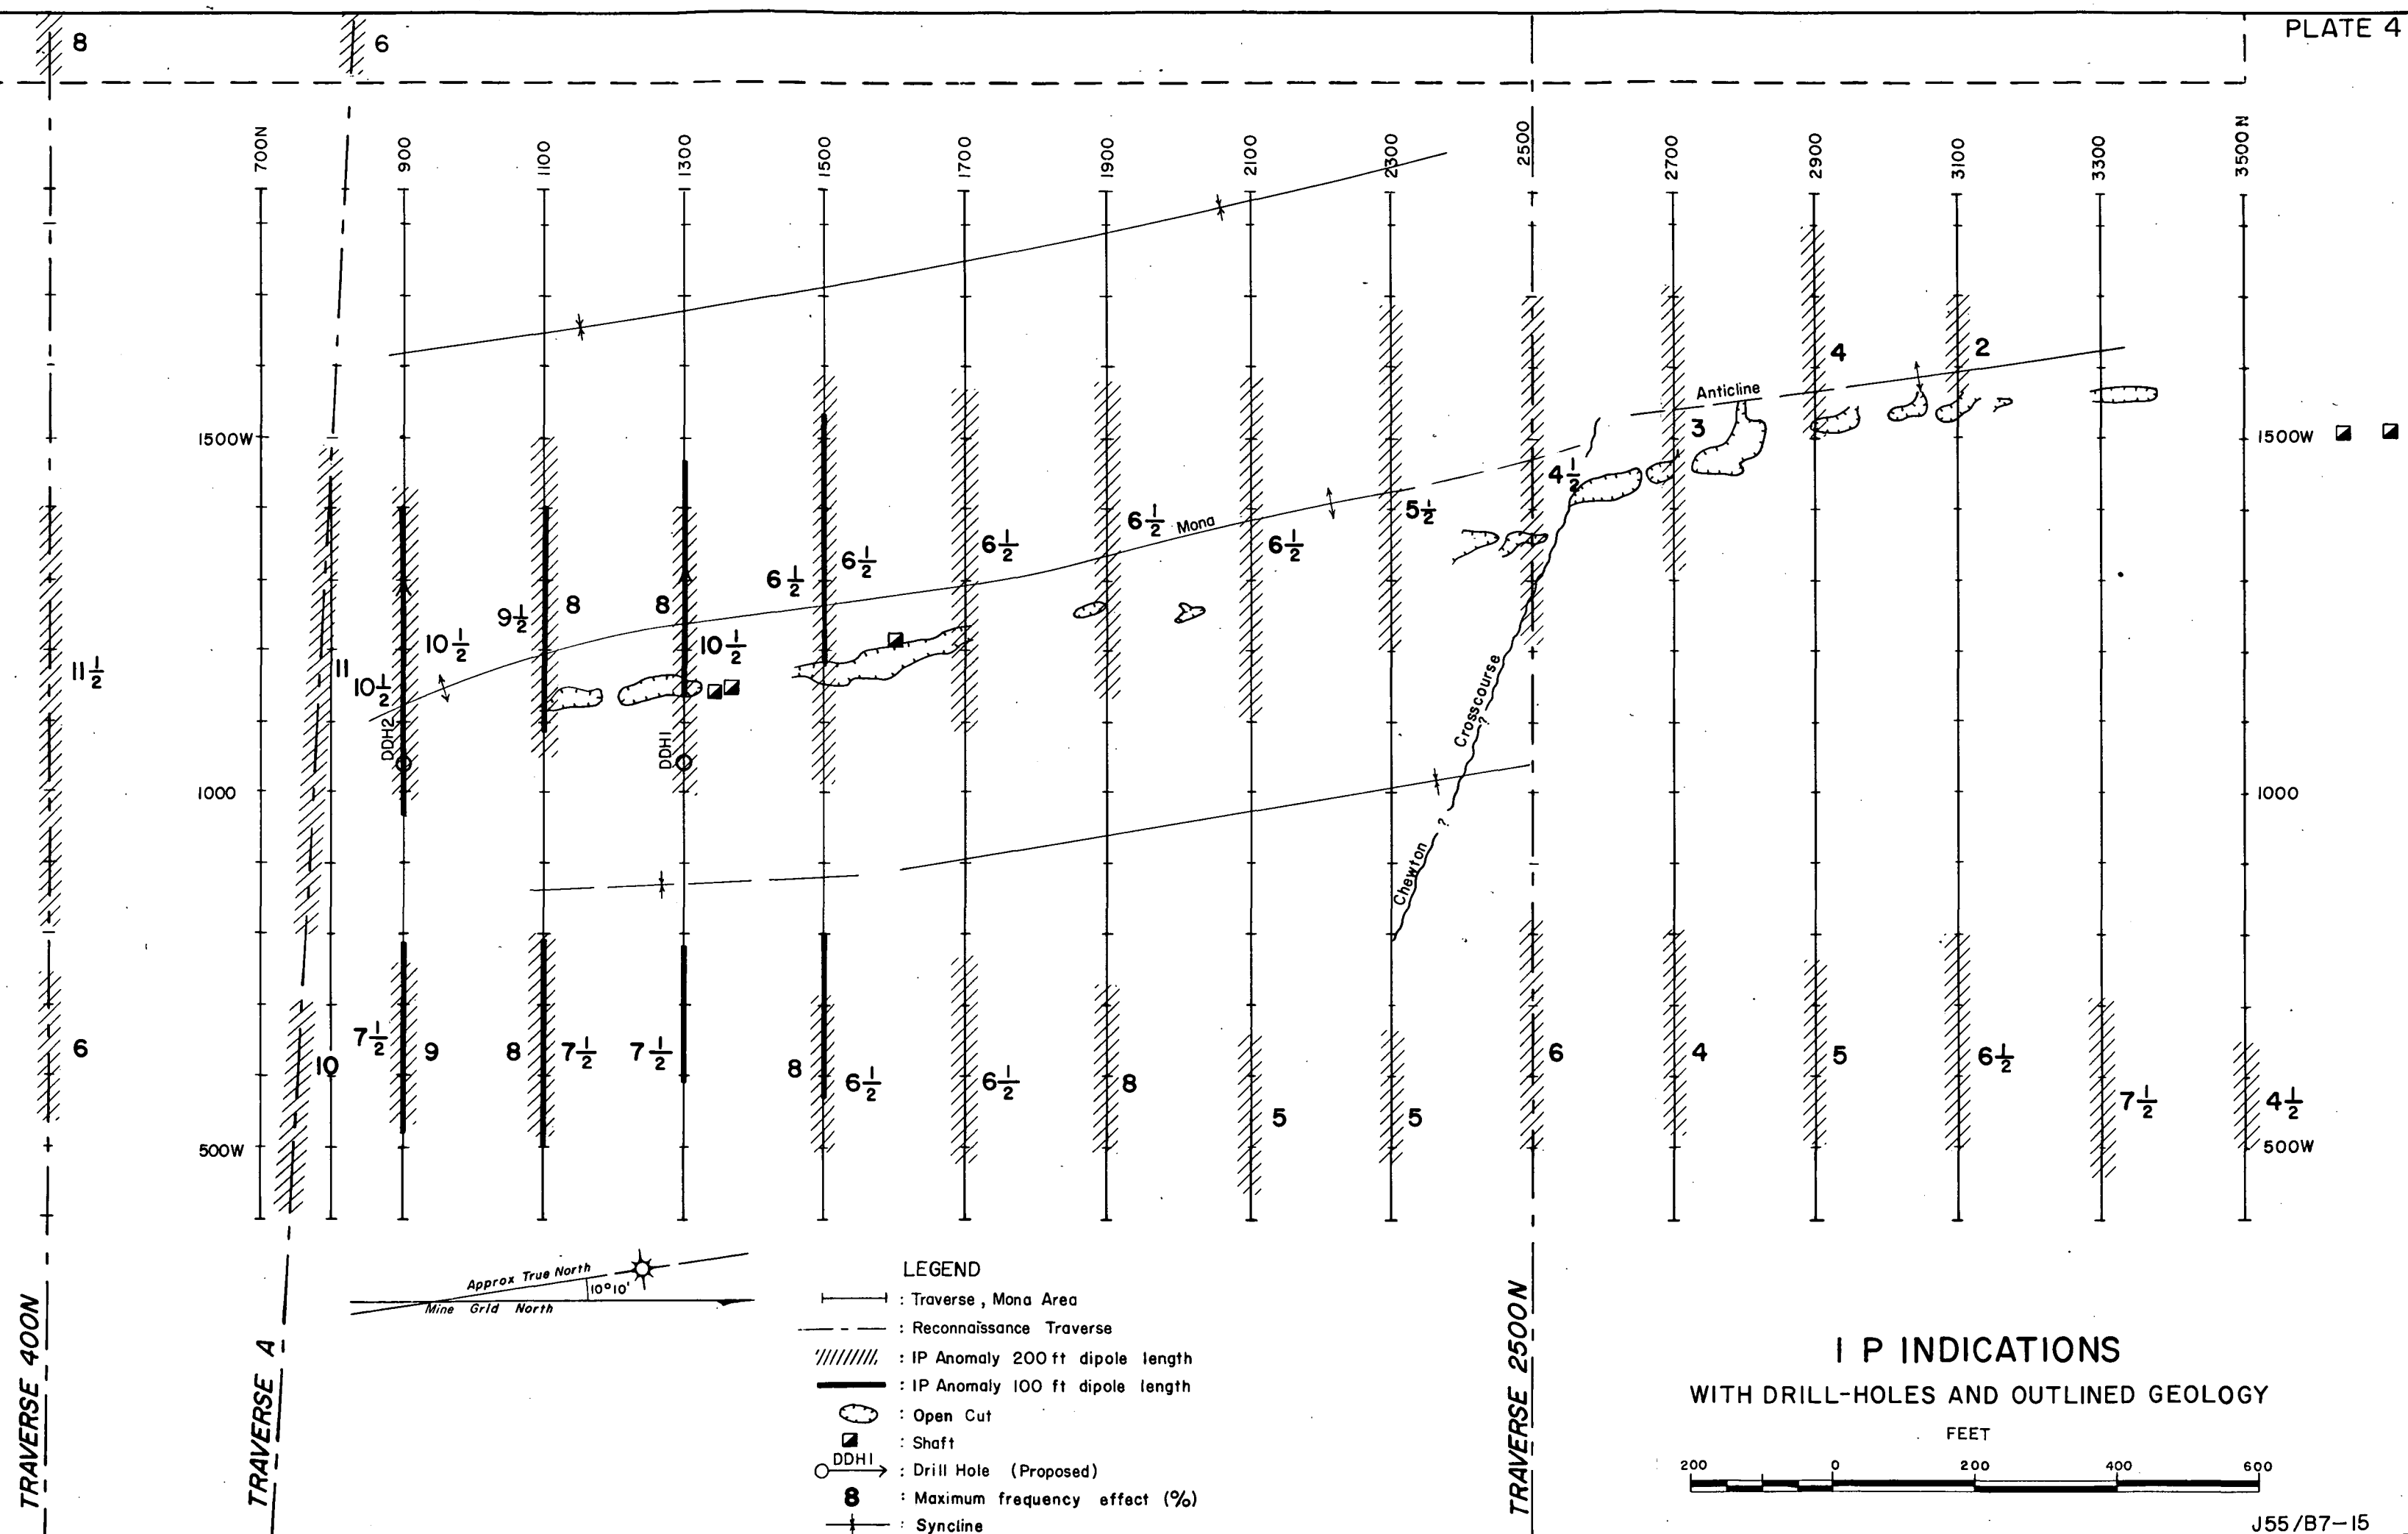 PLATE 4
8
6
700N
900
1100
1300
1500
1700
1900
2100
2300
2500
2700
2900
3100
3300
3500N
4
2
Anticline
1500W
3
1500W
4½
5½
6½
Mona
6½
6½
6½
6½
8
8
9½
10½
10½
11
10½
11½
DDH2
DDH1
Crosscourse
?
1000
1000
?
Chewton
7½
9
8
7½
7½
8
6½
6½
8
5
5
6
4
5
6½
7½
4½
6
10
500W
500W
Approx True North
10°10'
Mine Grid North
TRAVERSE 400N
TRAVERSE A
TRAVERSE 2500N
LEGEND
: Traverse, Mona Area
: Reconnaissance Traverse
: IP Anomaly 200 ft dipole length
: IP Anomaly 100 ft dipole length
: Open Cut
: Shaft
DDH1 : Drill Hole (Proposed)
8 : Maximum frequency effect (%)
: Syncline
I P INDICATIONS
WITH DRILL-HOLES AND OUTLINED GEOLOGY
FEET
200 0 200 400 600
J55/B7-15